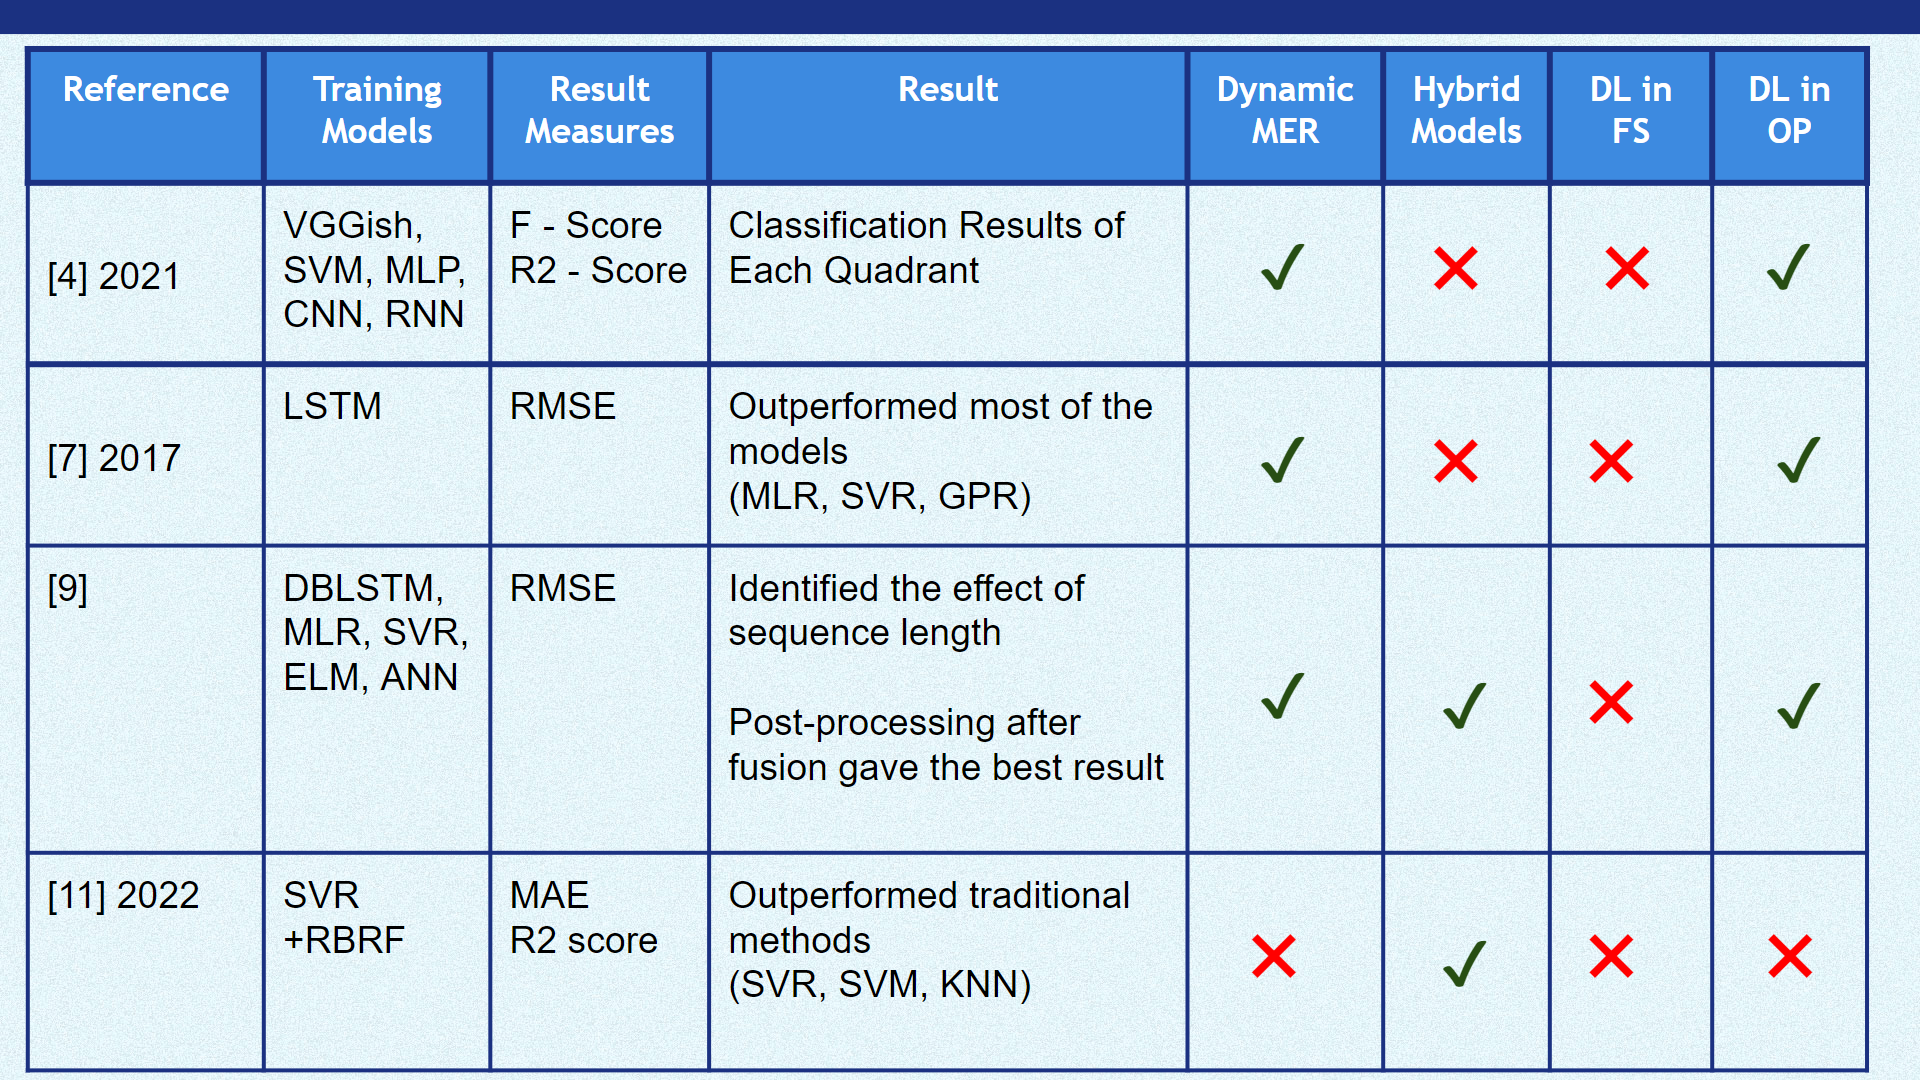 Reference
Training
Models
Result
Measures
Result
Dynamic
MER
Hybrid
Models
DL in
FS
DL in
OP
[4] 2021
VGGish,
SVM, MLP,
CNN, RNN
F - Score
R2 - Score
Classification Results of
Each Quadrant
✓
✕
✕
✓
[7] 2017
LSTM
RMSE
Outperformed most of the
models
(MLR, SVR, GPR)
✓
✕
✕
✓
[9]
DBLSTM,
MLR, SVR,
ELM, ANN
RMSE
Identified the effect of
sequence length
Post-processing after
fusion gave the best result
✓
✓
✕
✓
[11] 2022
SVR
+RBRF
MAE
R2 score
Outperformed traditional
methods
(SVR, SVM, KNN)
✕
✓
✕
✕